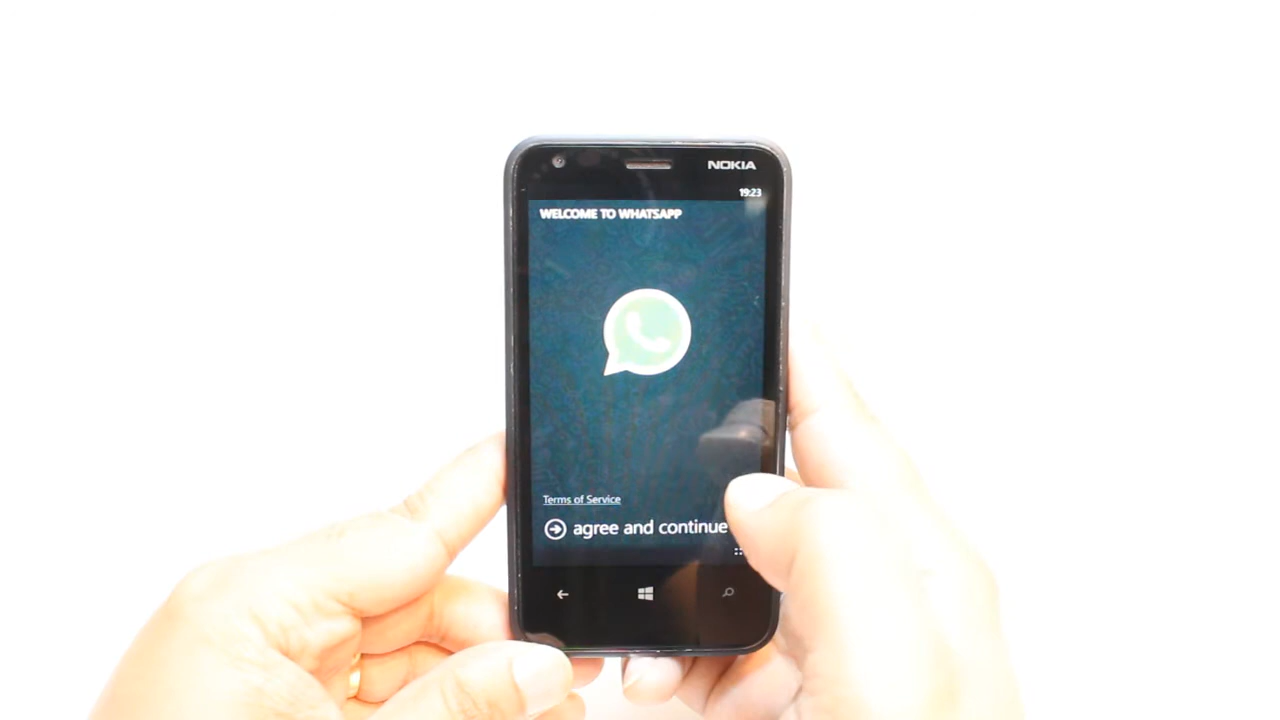 NOKIA
19:23
WELCOME TO WHATSAPP
Terms of Service
agree and continue